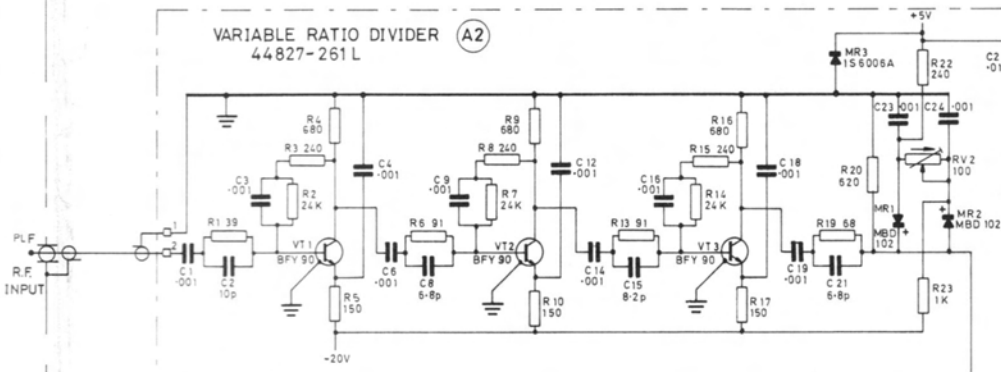 VARIABLE RATIO DIVIDER A2
44827-261L
+5V
MR3
1S6006A
R22
240
C2
·01
R4
680
R9
680
R16
680
C23 ·001
C24 ·001
R3 240
R8 240
R15 240
C4
·001
C12
·001
C18
·001
C3
·001
R2
24K
C9
·001
R7
24K
C16
·001
R14
24K
R20
620
RV2
100
1
2
R1 39
R6 91
R13 91
R19 68
MR1
MBD
102
MR2
MBD 102
PLF
R.F.
INPUT
VT1
BFY 90
VT2
BFY 90
VT3
BFY 90
C1
·001
C2
10p
C6
·001
C8
6·8p
C14
·001
C15
8·2p
C19
·001
C21
6·8p
R5
150
R10
150
R17
150
R23
1K
-20V